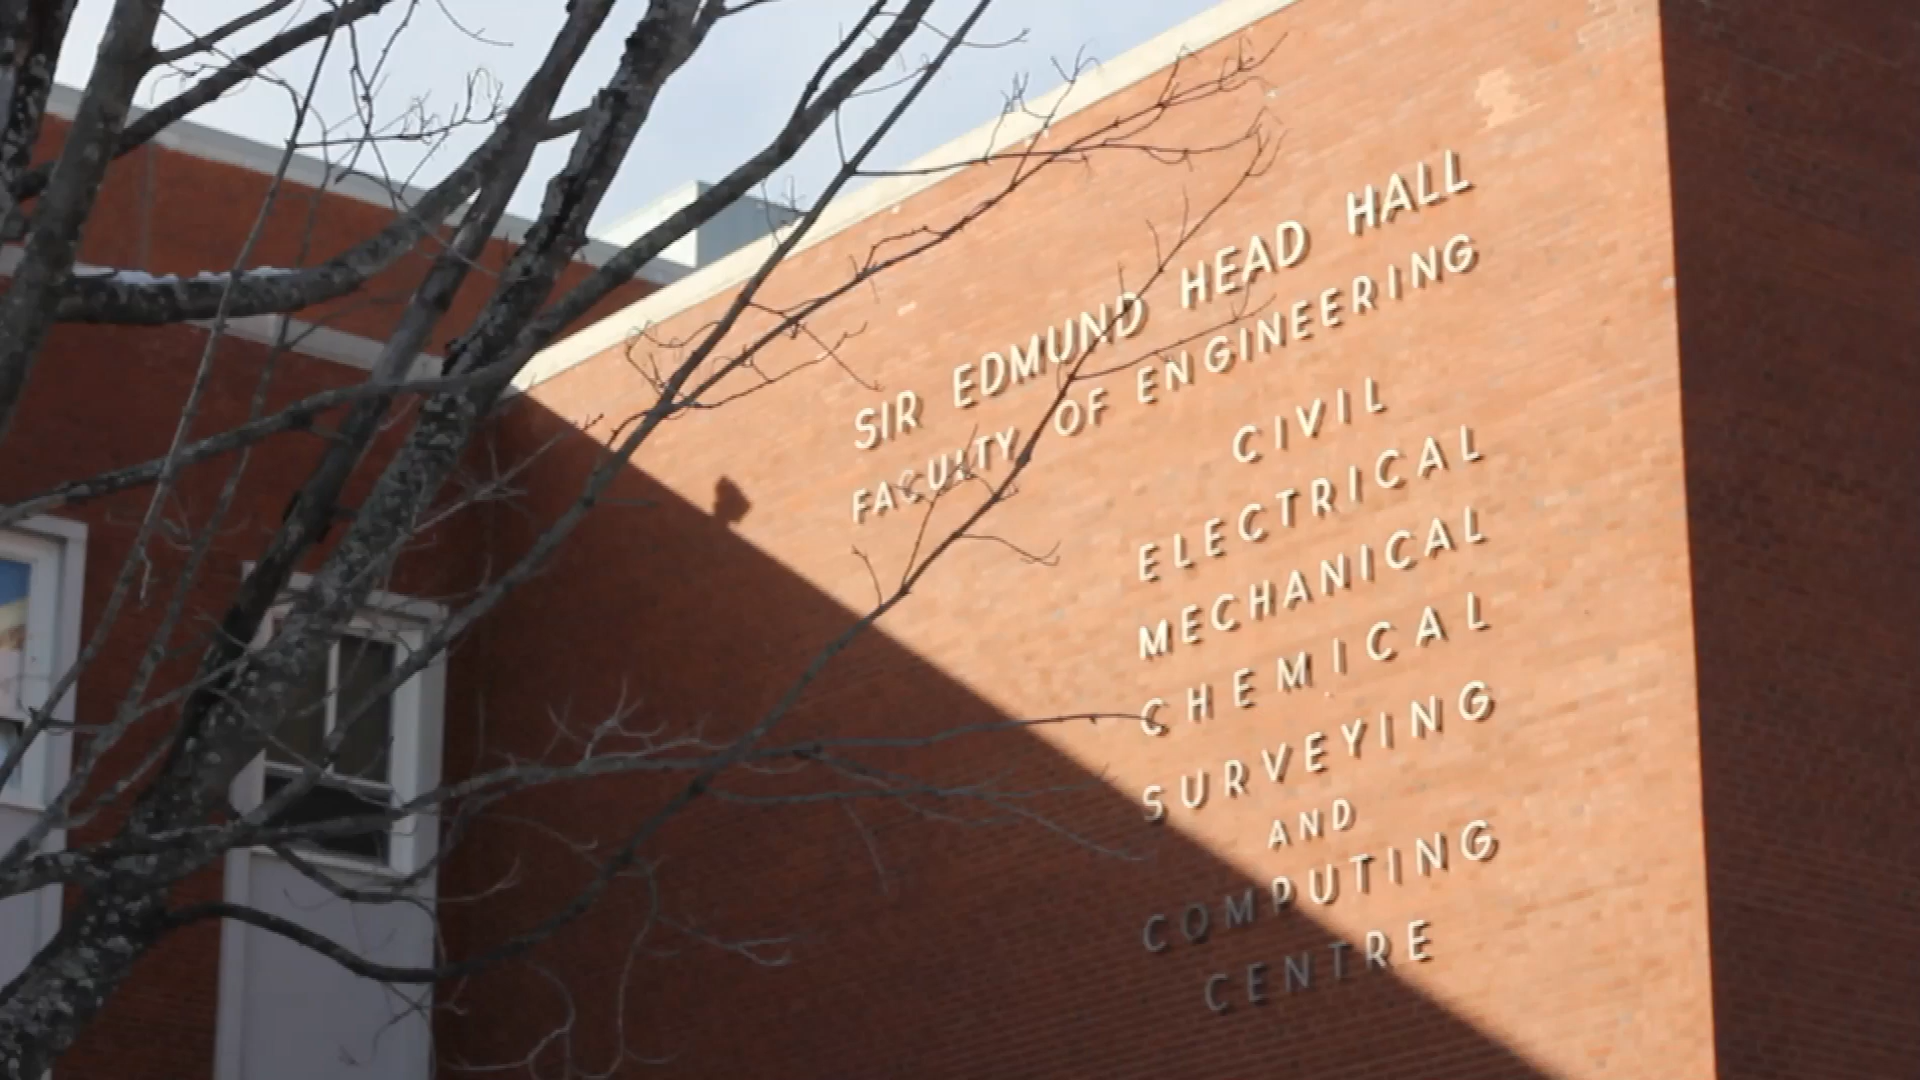 SIR EDMUND HEAD HALL
FACULTY OF ENGINEERING
CIVIL
ELECTRICAL
MECHANICAL
CHEMICAL
SURVEYING
AND
COMPUTING
CENTRE